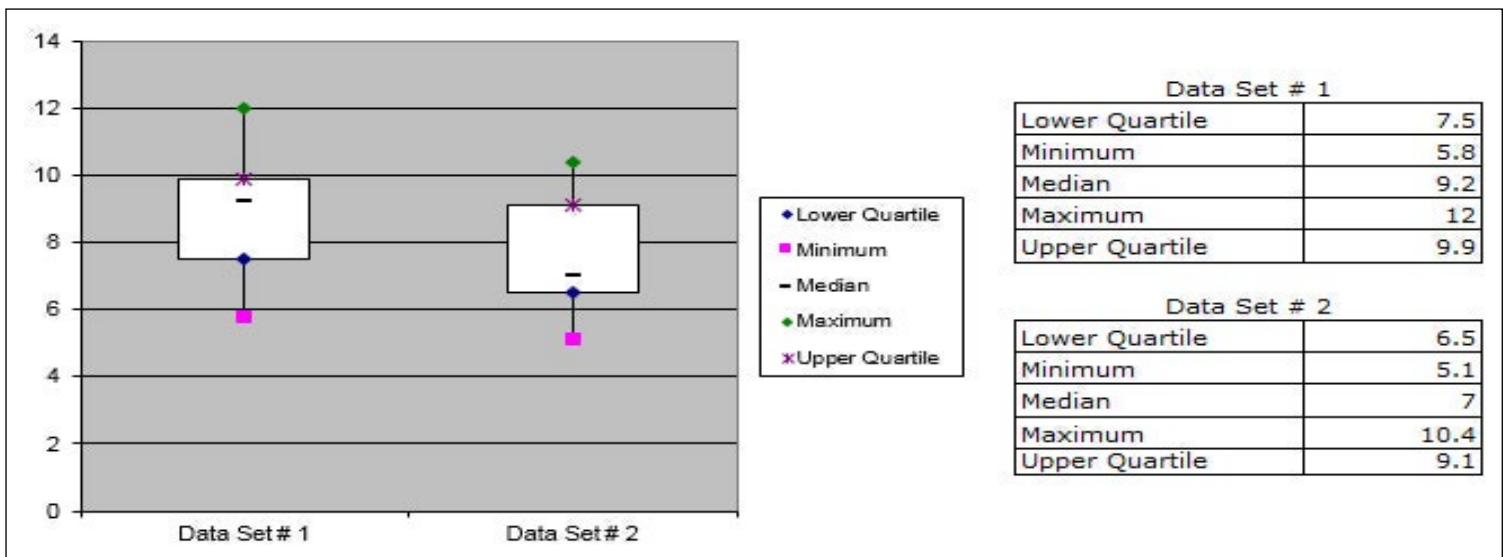 14
12
10
8
6
4
2
0
Data Set # 1
Data Set # 2
Lower Quartile
Minimum
Median
Maximum
Upper Quartile
Data Set # 1
Lower Quartile 7.5
Minimum 5.8
Median 9.2
Maximum 12
Upper Quartile 9.9
Data Set # 2
Lower Quartile 6.5
Minimum 5.1
Median 7
Maximum 10.4
Upper Quartile 9.1